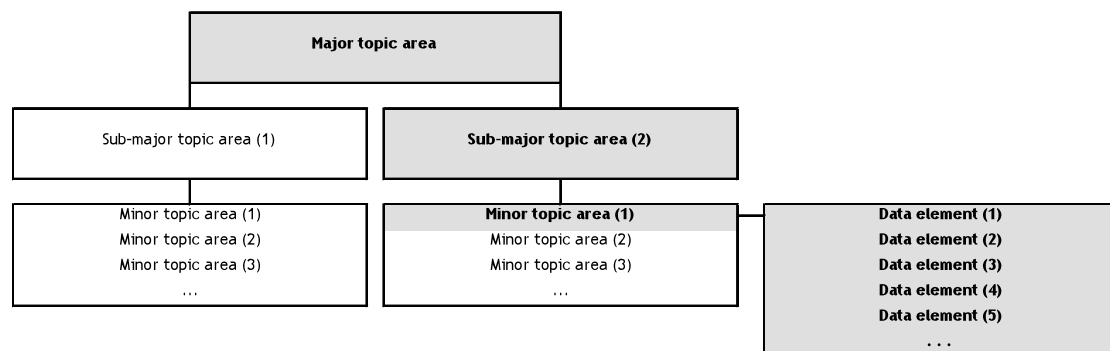 Major topic area
Sub-major topic area (1)
Sub-major topic area (2)
Minor topic area (1)
Minor topic area (2)
Minor topic area (3)
...
Minor topic area (1)
Minor topic area (2)
Minor topic area (3)
...
Data element (1)
Data element (2)
Data element (3)
Data element (4)
Data element (5)
. . .